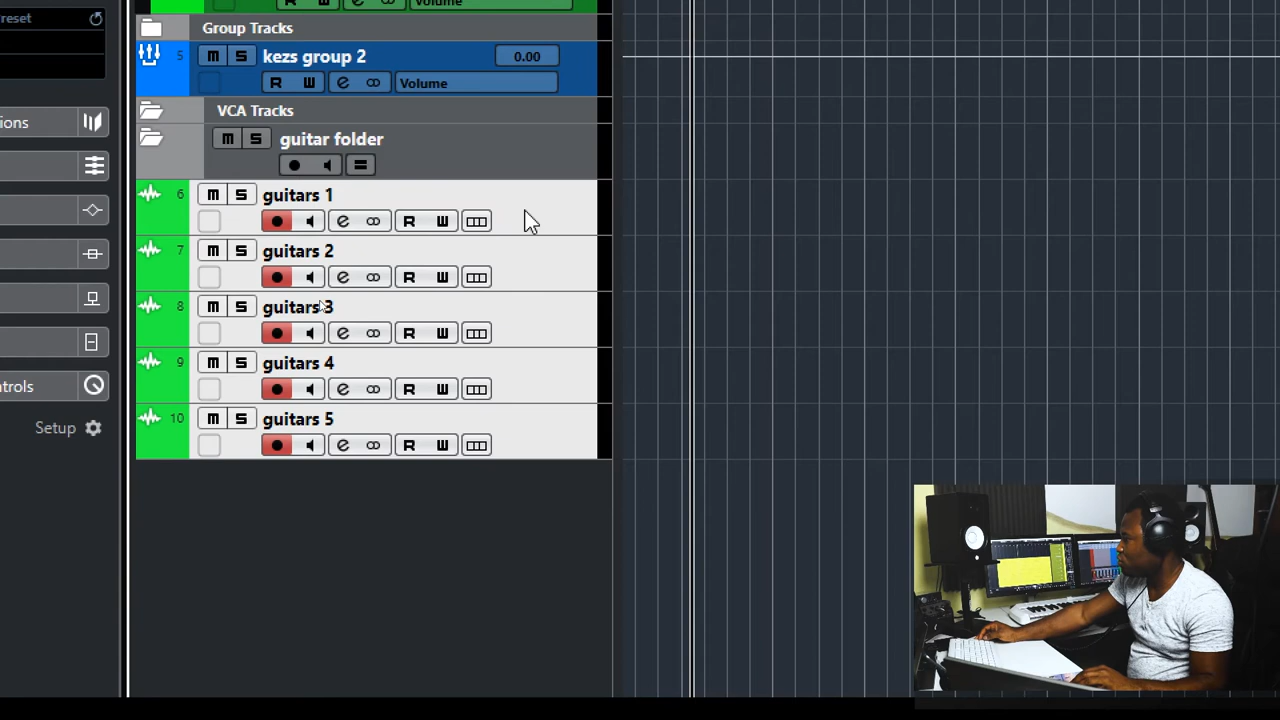 reset
Volume
Group Tracks
5 M S kezs group 2 0.00
R W e Volume
VCA Tracks
M S guitar folder
6 M S guitars 1
e R W
7 M S guitars 2
e R W
8 M S guitars 3
e R W
9 M S guitars 4
e R W
10 M S guitars 5
e R W
ions
trols
Setup